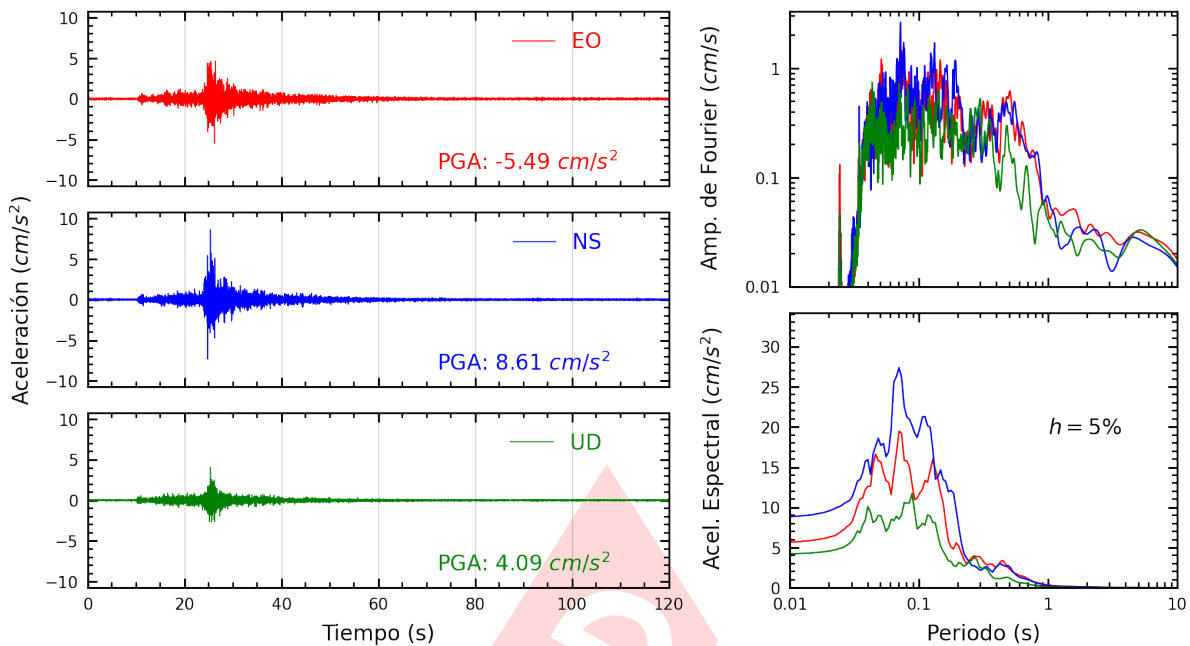 Aceleración (cm/s²)
10
5
0
−5
−10
EO
PGA: -5.49 cm/s²
10
5
0
−5
−10
NS
PGA: 8.61 cm/s²
10
5
0
−5
−10
UD
PGA: 4.09 cm/s²
0 20 40 60 80 100 120
Tiempo (s)
Amp. de Fourier (cm/s)
1
0.1
0.01
Acel. Espectral (cm/s²)
30
25
20
15
10
5
0
h = 5%
0.01 0.1 1 10
Periodo (s)